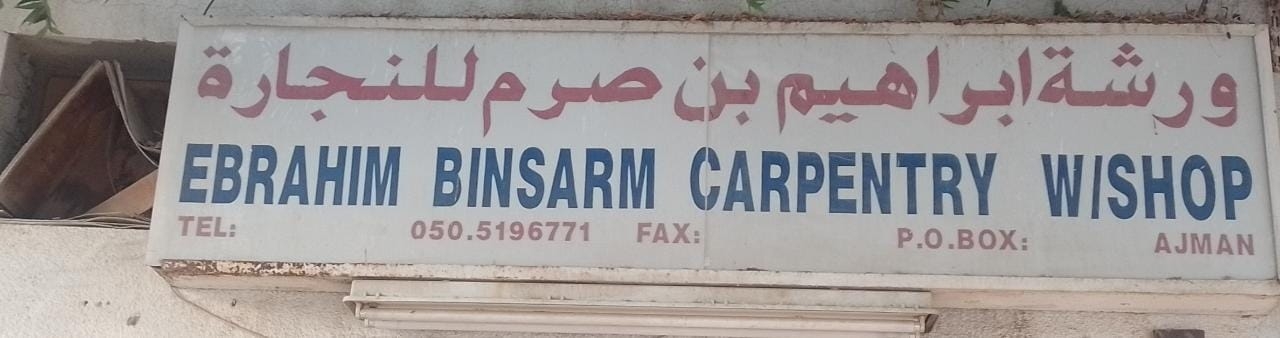 ورشة ابراهيم بن صرم للنجارة
EBRAHIM BINSARM CARPENTRY W/SHOP
TEL: 050.5196771 FAX: P.O.BOX: AJMAN